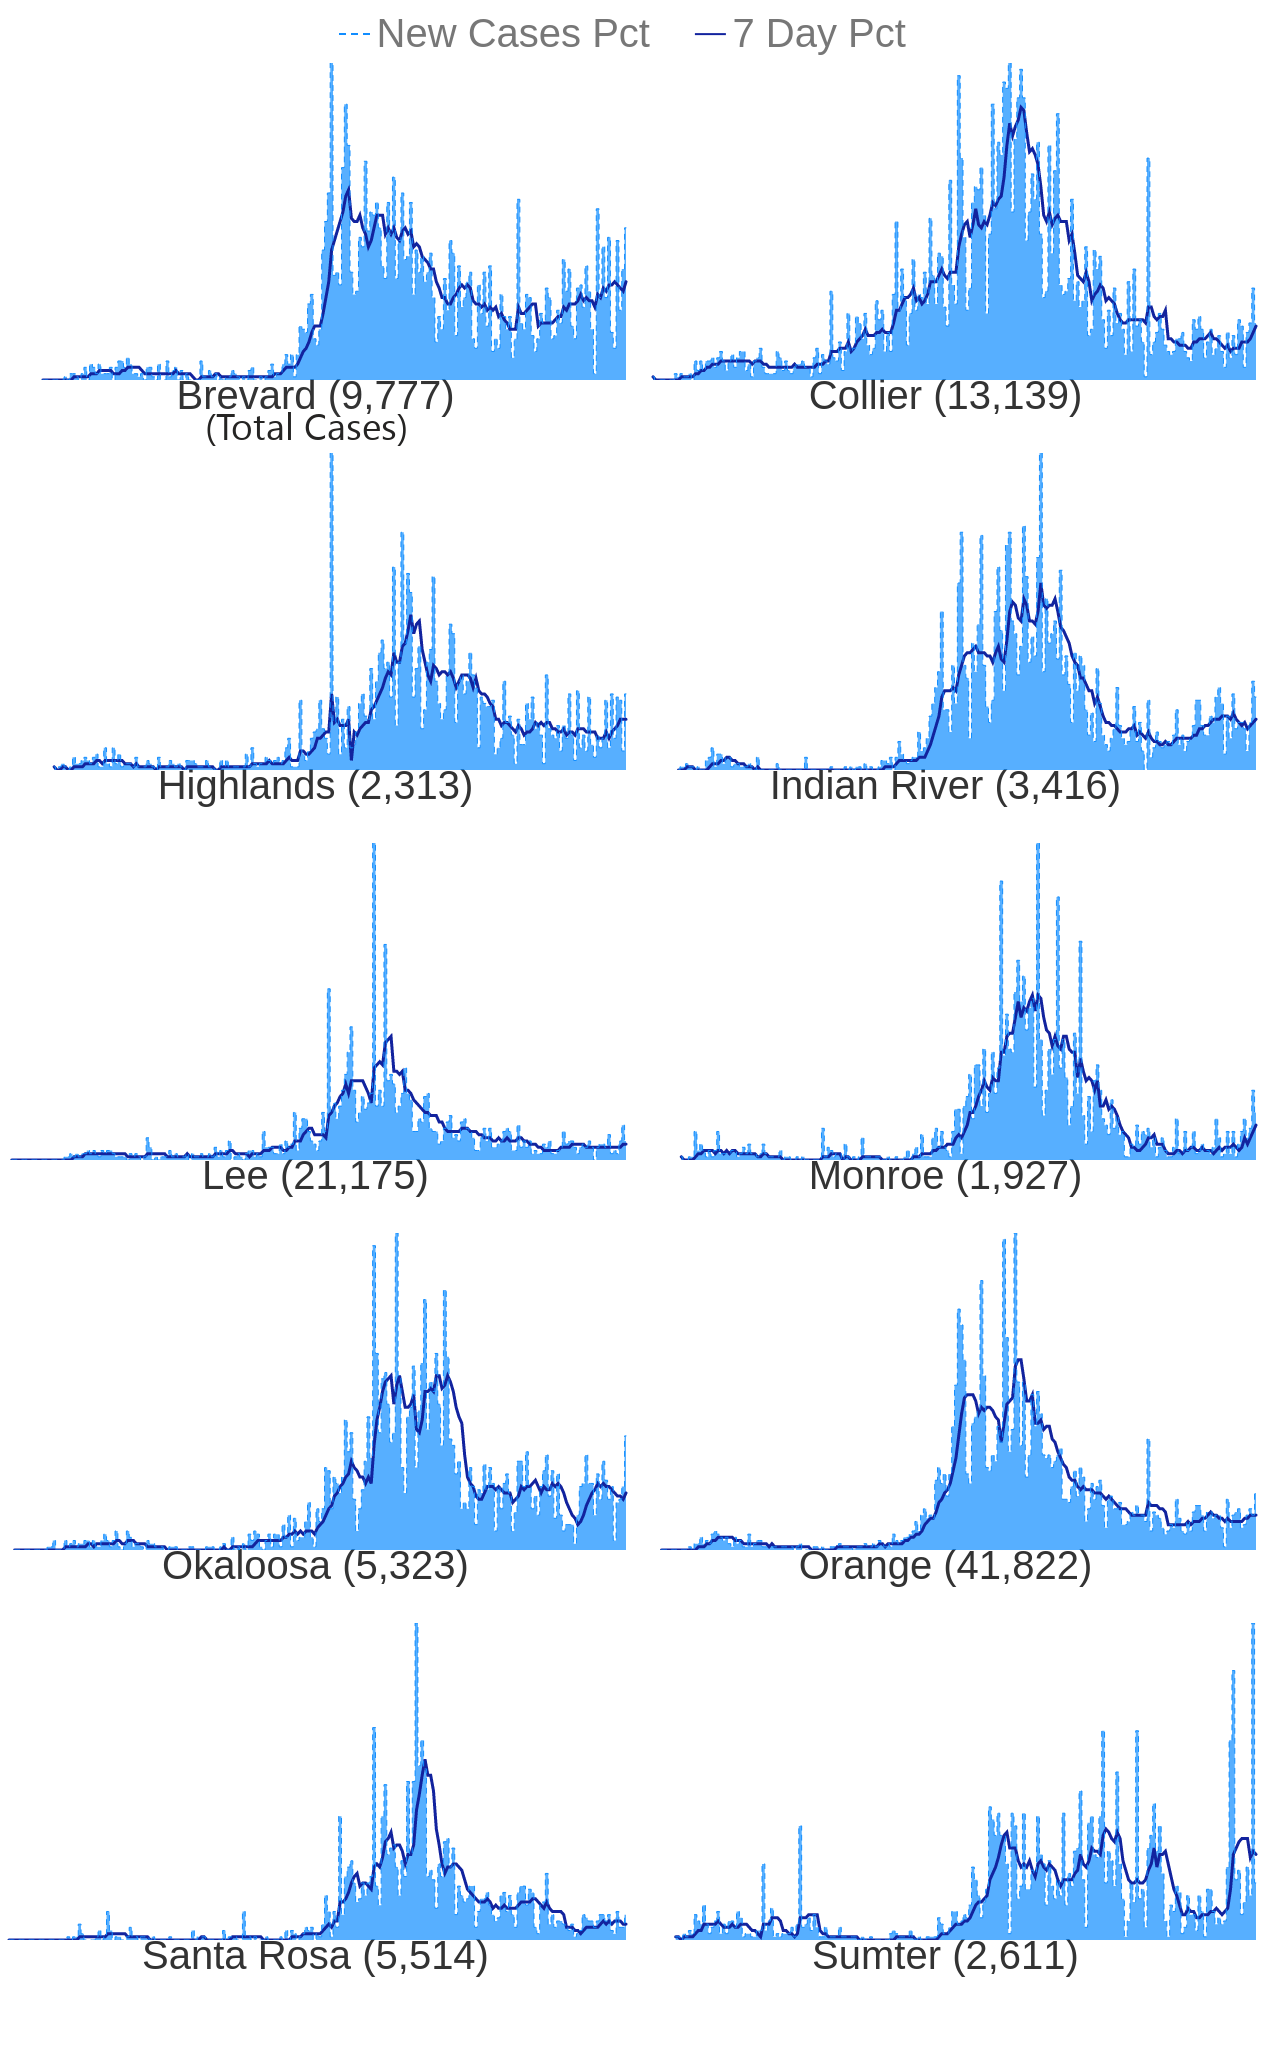 New Cases Pct 7 Day Pct
Brevard (9,777) Collier (13,139)
(Total Cases)
Highlands (2,313) Indian River (3,416)
Lee (21,175) Monroe (1,927)
Okaloosa (5,323) Orange (41,822)
Santa Rosa (5,514) Sumter (2,611)